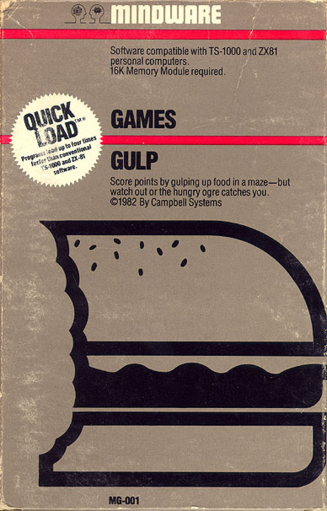 MINDWARE
Software compatible with TS-1000 and ZX81
personal computers.
16K Memory Module required.
QUICK
LOAD™
Programs load up to four times
faster than conventional
TS-1000 and ZX-81
software.
GAMES
GULP
Score points by gulping up food in a maze—but
watch out or the hungry ogre catches you.
©1982 By Campbell Systems
MG-001